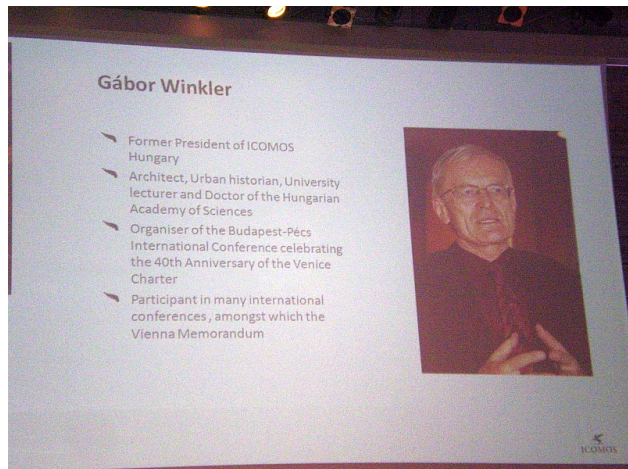 Gábor Winkler
Former President of ICOMOS
Hungary
Architect, Urban historian, University
lecturer and Doctor of the Hungarian
Academy of Sciences
Organiser of the Budapest-Pécs
International Conference celebrating
the 40th Anniversary of the Venice
Charter
Participant in many international
conferences , amongst which the
Vienna Memorandum
ICOMOS